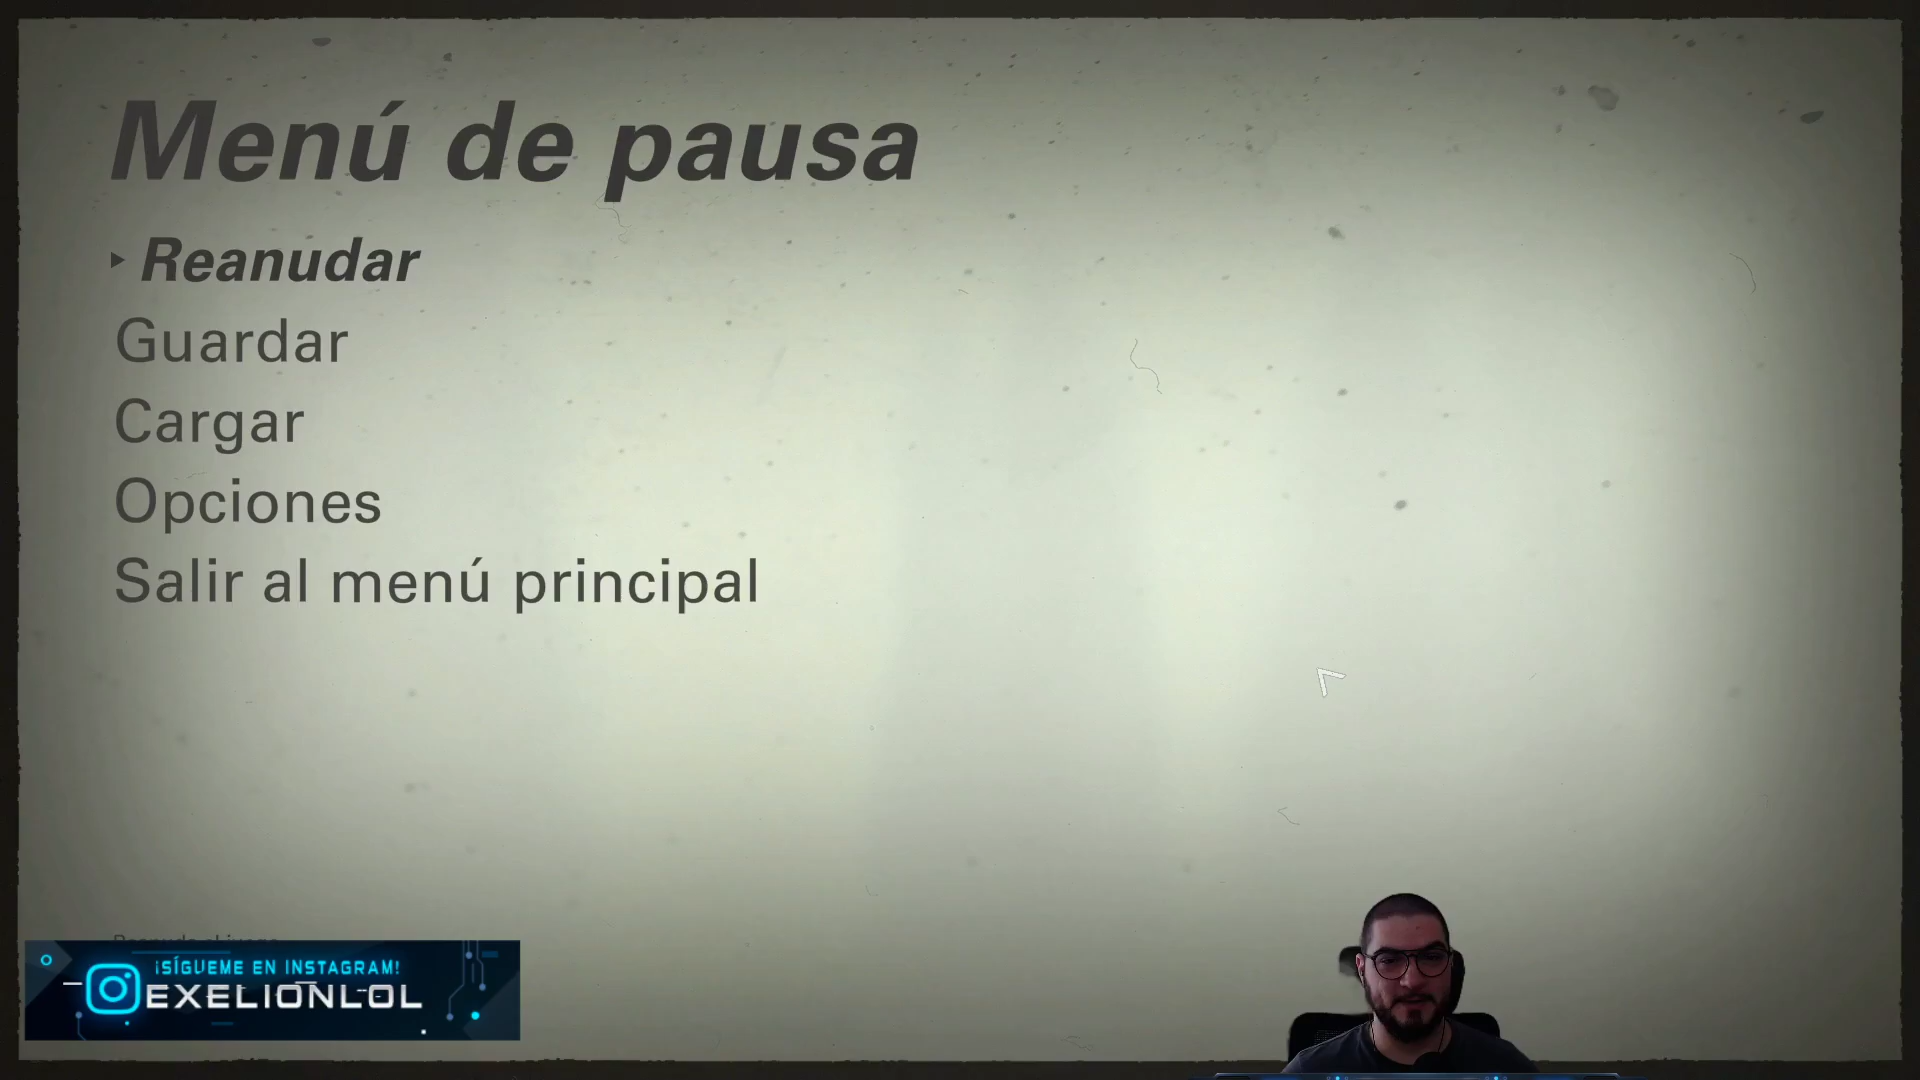 Menú de pausa
Reanudar
Guardar
Cargar
Opciones
Salir al menú principal
¡SÍGUEME EN INSTAGRAM!
EXELIONLOL